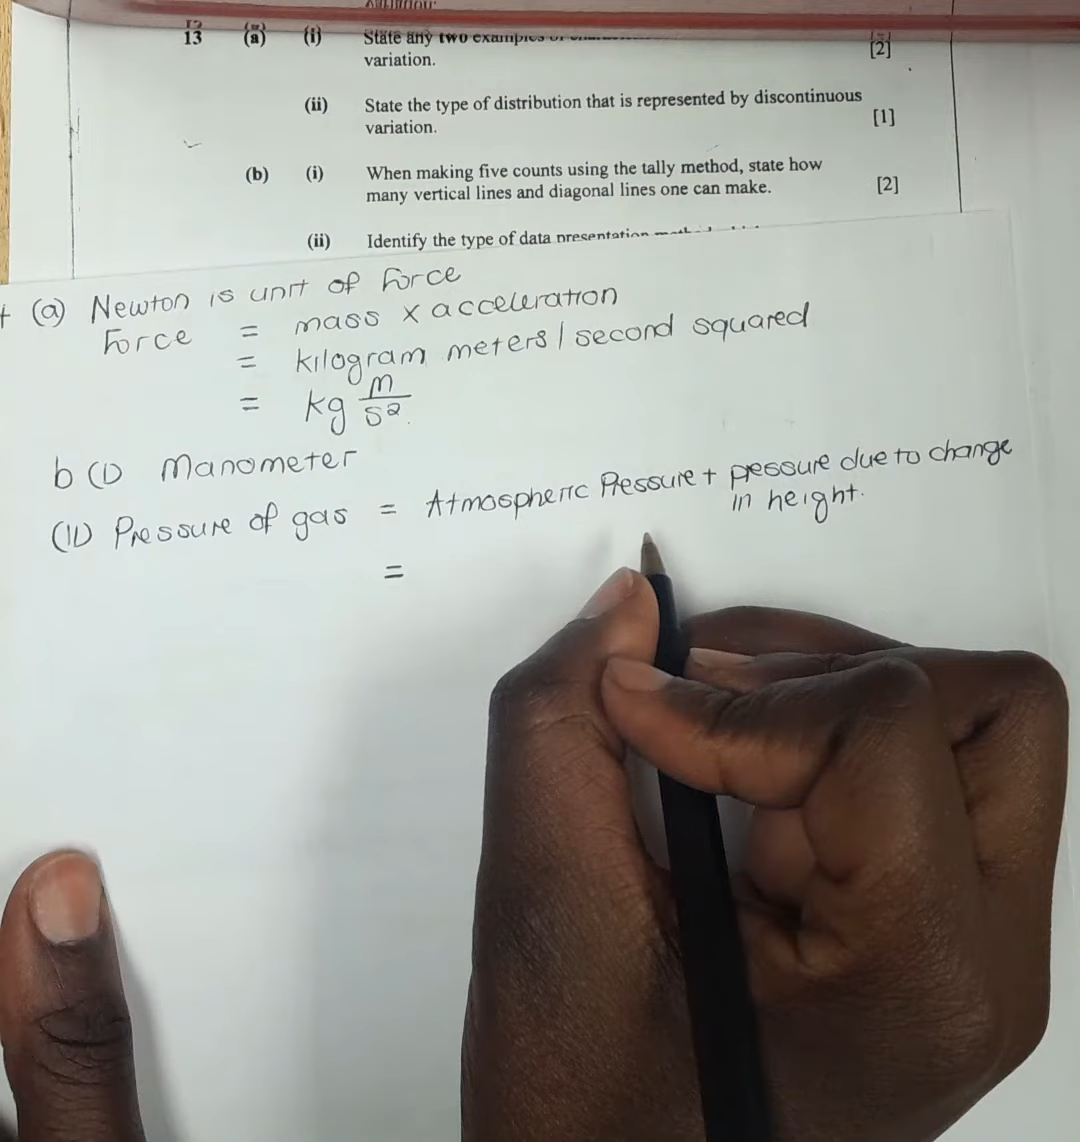 13 (a) (i) State any two examples of
variation. [2]
(ii) State the type of distribution that is represented by discontinuous
variation. [1]
(b) (i) When making five counts using the tally method, state how
many vertical lines and diagonal lines one can make. [2]
(ii) Identify the type of data presentation
(a) Newton is unit of force
Force = mass x acceleration
= kilogram meters / second squared
= kg m/s²
b (i) Manometer
(ii) Pressure of gas = Atmospheric Pressure + pressure due to change
in height.
=